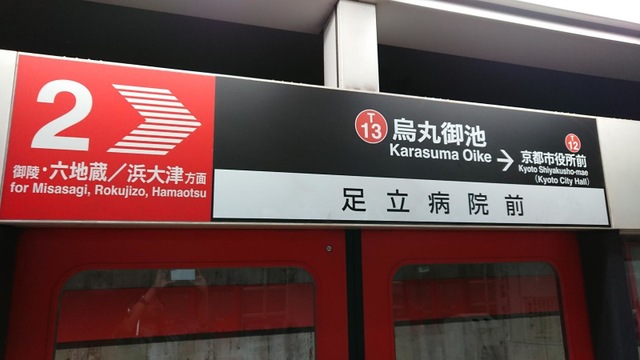 2
御陵・六地蔵／浜大津方面
for Misasagi, Rokujizo, Hamaotsu
T
13
烏丸御池
Karasuma Oike
T
12
京都市役所前
Kyoto Shiyakusho-mae
(Kyoto City Hall)
足立病院前